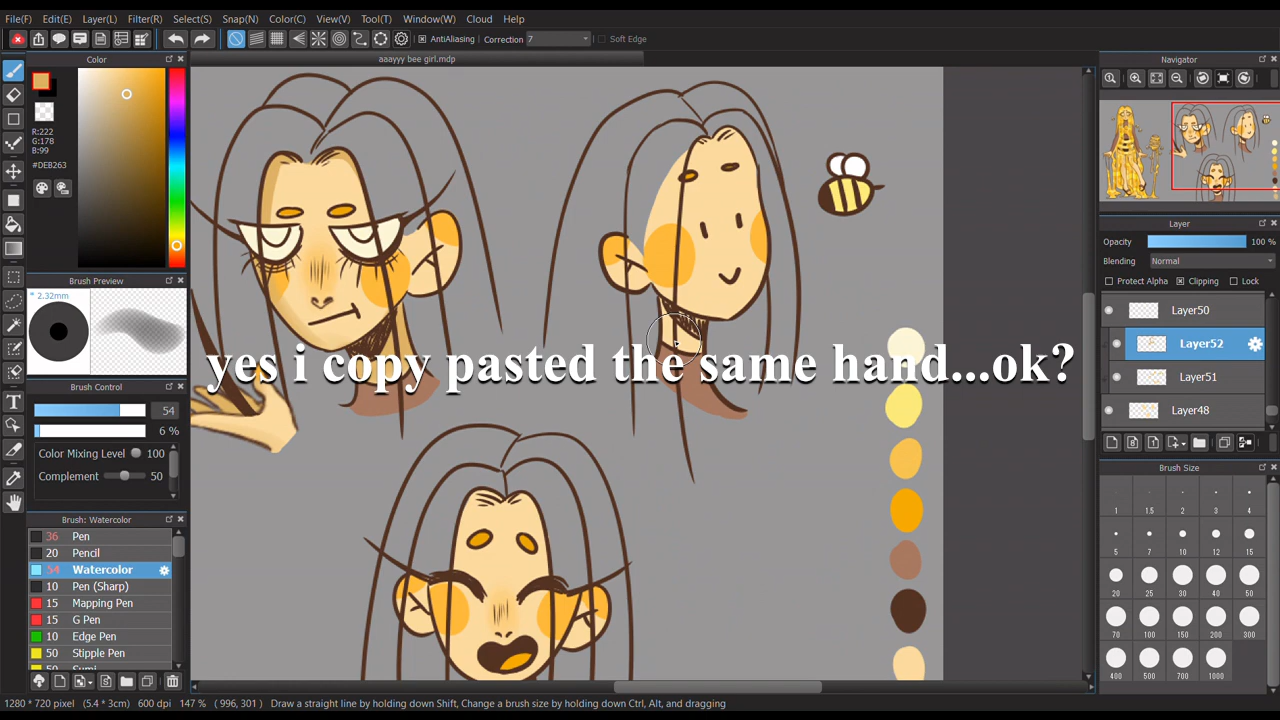 File(F) Edit(E) Layer(L) Filter(R) Select(S) Snap(N) Color(C) View(V) Tool(T) Window(W) Cloud Help
AntiAliasing Correction 7 Soft Edge
Color
R:222
G:178
B:99
#DEB263
Brush Preview
* 2.32mm
Brush Control
54
6 %
Color Mixing Level 100
Complement 50
Brush: Watercolor
36 Pen
20 Pencil
54 Watercolor
10 Pen (Sharp)
15 Mapping Pen
15 G Pen
10 Edge Pen
50 Stipple Pen
50 Sumi
aaayyy bee girl.mdp
yes i copy pasted the same hand...ok?
Navigator
Layer
Opacity 100 %
Blending Normal
Protect Alpha Clipping Lock
Layer50
Layer52
Layer51
Layer48
Brush Size
1 1.5 2 3 4
5 7 10 12 15
20 25 30 40 50
70 100 150 200 300
400 500 700 1000
1280 * 720 pixel (5.4 * 3cm) 600 dpi 147 % ( 996, 301 ) Draw a straight line by holding down Shift, Change a brush size by holding down Ctrl, Alt, and dragging